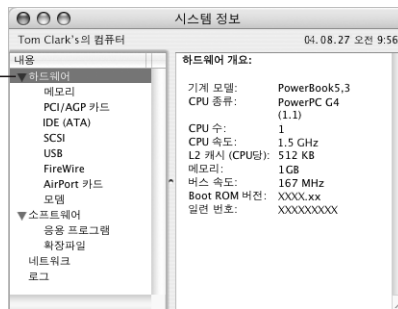 시스템 정보
Tom Clark's의 컴퓨터
04.08.27 오전 9:56
내용
하드웨어
메모리
PCI/AGP 카드
IDE (ATA)
SCSI
USB
FireWire
AirPort 카드
모뎀
소프트웨어
응용 프로그램
확장파일
네트워크
로그
하드웨어 개요:
기계 모델: PowerBook5,3
CPU 종류: PowerPC G4
(1.1)
CPU 수: 1
CPU 속도: 1.5 GHz
L2 캐시 (CPU당): 512 KB
메모리: 1GB
버스 속도: 167 MHz
Boot ROM 버전: XXXX.xx
일련 번호: XXXXXXXXX